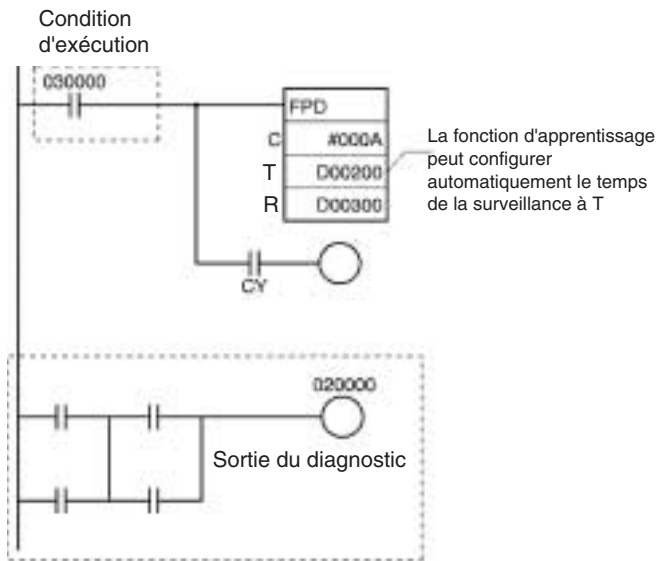 Condition
d'exécution
030000
FPD
C #000A
T D00200
R D00300
La fonction d'apprentissage
peut configurer
automatiquement le temps
de la surveillance à T
CY
020000
Sortie du diagnostic